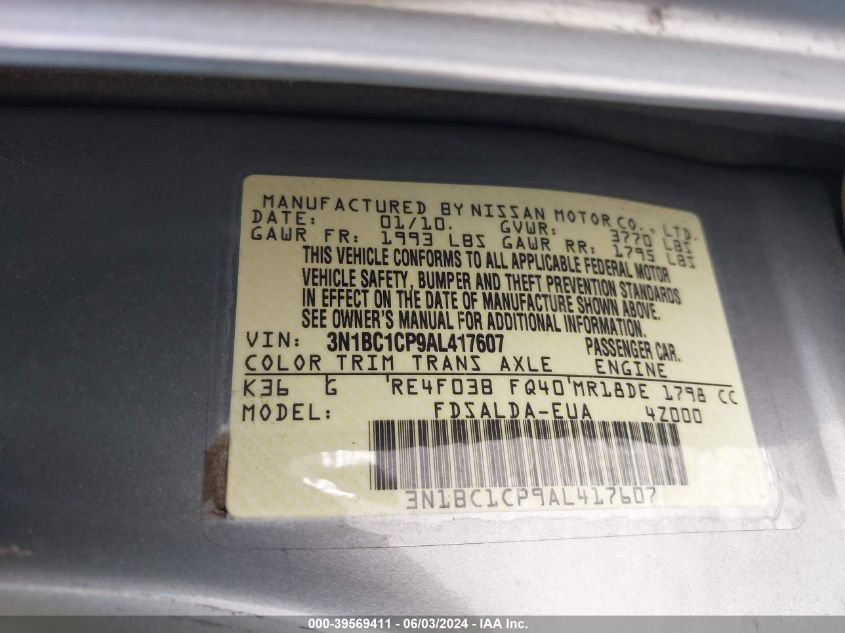 MANUFACTURED BY NISSAN MOTOR CO., LTD.
DATE: 01/10. GVWR: 3770 LBS
GAWR FR: 1993 LBS GAWR RR: 1795 LBS
THIS VEHICLE CONFORMS TO ALL APPLICABLE FEDERAL MOTOR
VEHICLE SAFETY, BUMPER AND THEFT PREVENTION STANDARDS
IN EFFECT ON THE DATE OF MANUFACTURE SHOWN ABOVE.
SEE OWNER'S MANUAL FOR ADDITIONAL INFORMATION.
VIN: 3N1BC1CP9AL417607 PASSENGER CAR.
COLOR TRIM TRANS AXLE ENGINE
K36 G RE4F03B FQ40 MR18DE 1798 CC
MODEL: FDSALDA-EUA 4Z000
3N1BC1CP9AL417607
000-39569411 - 06/03/2024 - IAA Inc.